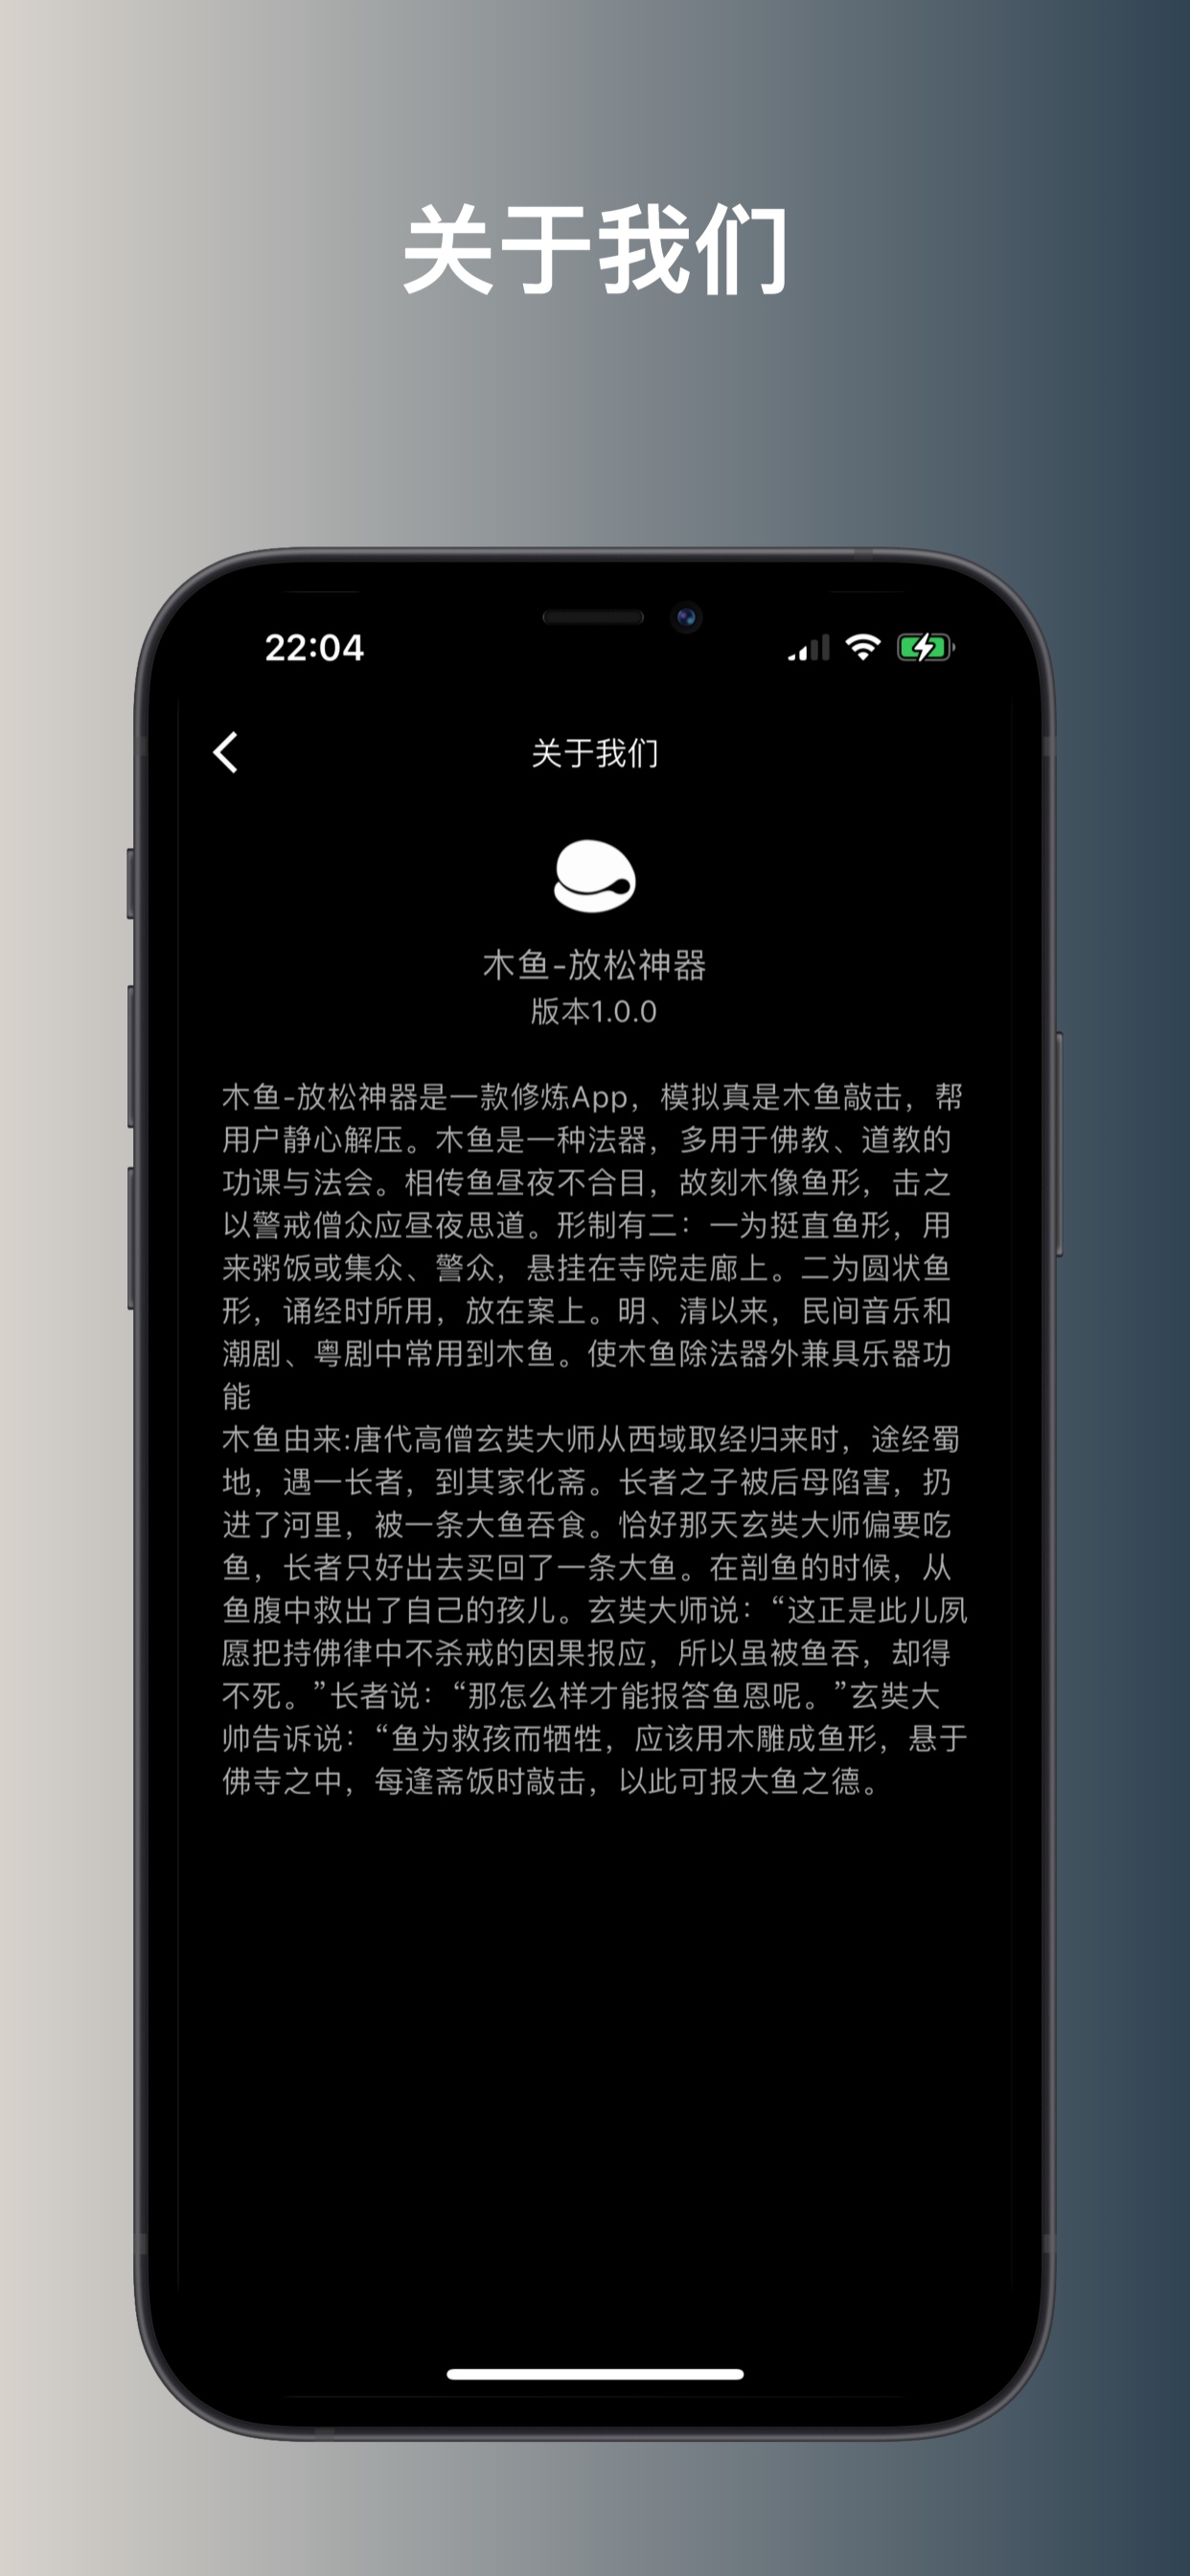 关于我们
22:04
关于我们
木鱼-放松神器
版本1.0.0
木鱼-放松神器是一款修炼App，模拟真是木鱼敲击，帮
用户静心解压。木鱼是一种法器，多用于佛教、道教的
功课与法会。相传鱼昼夜不合目，故刻木像鱼形，击之
以警戒僧众应昼夜思道。形制有二：一为挺直鱼形，用
来粥饭或集众、警众，悬挂在寺院走廊上。二为圆状鱼
形，诵经时所用，放在案上。明、清以来，民间音乐和
潮剧、粤剧中常用到木鱼。使木鱼除法器外兼具乐器功
能
木鱼由来:唐代高僧玄奘大师从西域取经归来时，途经蜀
地，遇一长者，到其家化斋。长者之子被后母陷害，扔
进了河里，被一条大鱼吞食。恰好那天玄奘大师偏要吃
鱼，长者只好出去买回了一条大鱼。在剖鱼的时候，从
鱼腹中救出了自己的孩儿。玄奘大师说：“这正是此儿夙
愿把持佛律中不杀戒的因果报应，所以虽被鱼吞，却得
不死。”长者说：“那怎么样才能报答鱼恩呢。”玄奘大
帅告诉说：“鱼为救孩而牺牲，应该用木雕成鱼形，悬于
佛寺之中，每逢斋饭时敲击，以此可报大鱼之德。